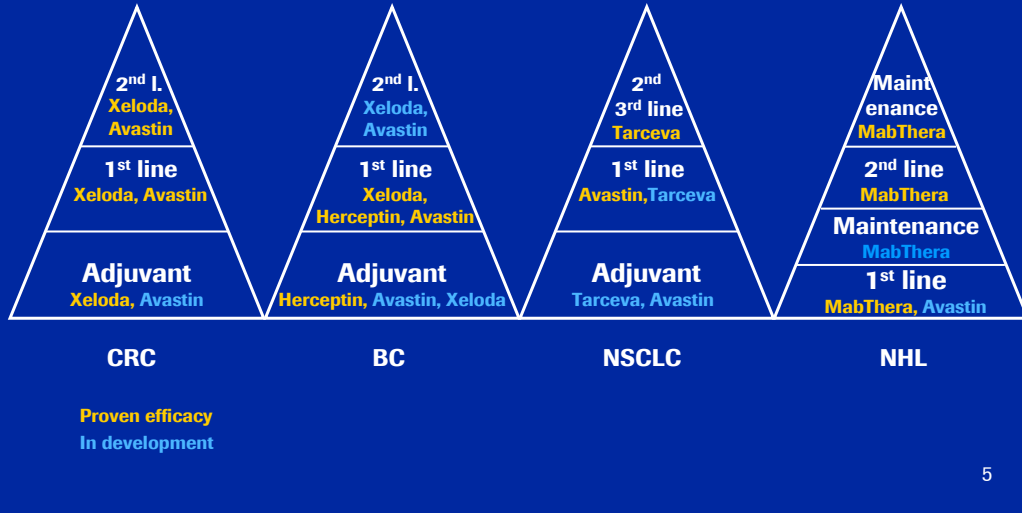 2nd l.
Xeloda,
Avastin
1st line
Xeloda, Avastin
Adjuvant
Xeloda, Avastin
CRC
2nd l.
Xeloda,
Avastin
1st line
Xeloda,
Herceptin, Avastin
Adjuvant
Herceptin, Avastin, Xeloda
BC
2nd
3rd line
Tarceva
1st line
Avastin,Tarceva
Adjuvant
Tarceva, Avastin
NSCLC
Maint
enance
MabThera
2nd line
MabThera
Maintenance
MabThera
1st line
MabThera, Avastin
NHL
Proven efficacy
In development
5